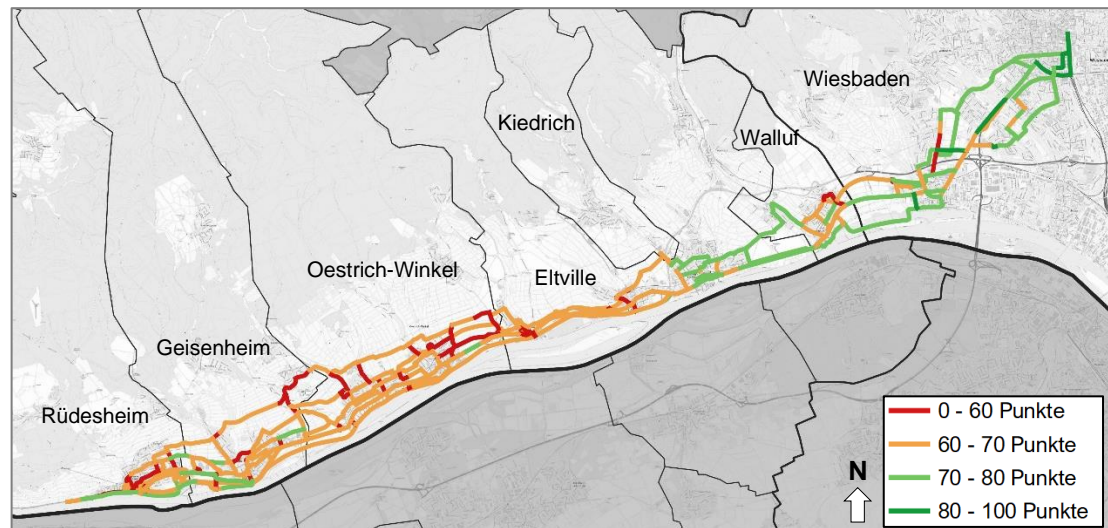 Wiesbaden
Kiedrich
Walluf
Oestrich-Winkel
Eltville
Geisenheim
Rüdesheim
0 - 60 Punkte
60 - 70 Punkte
70 - 80 Punkte
80 - 100 Punkte
N